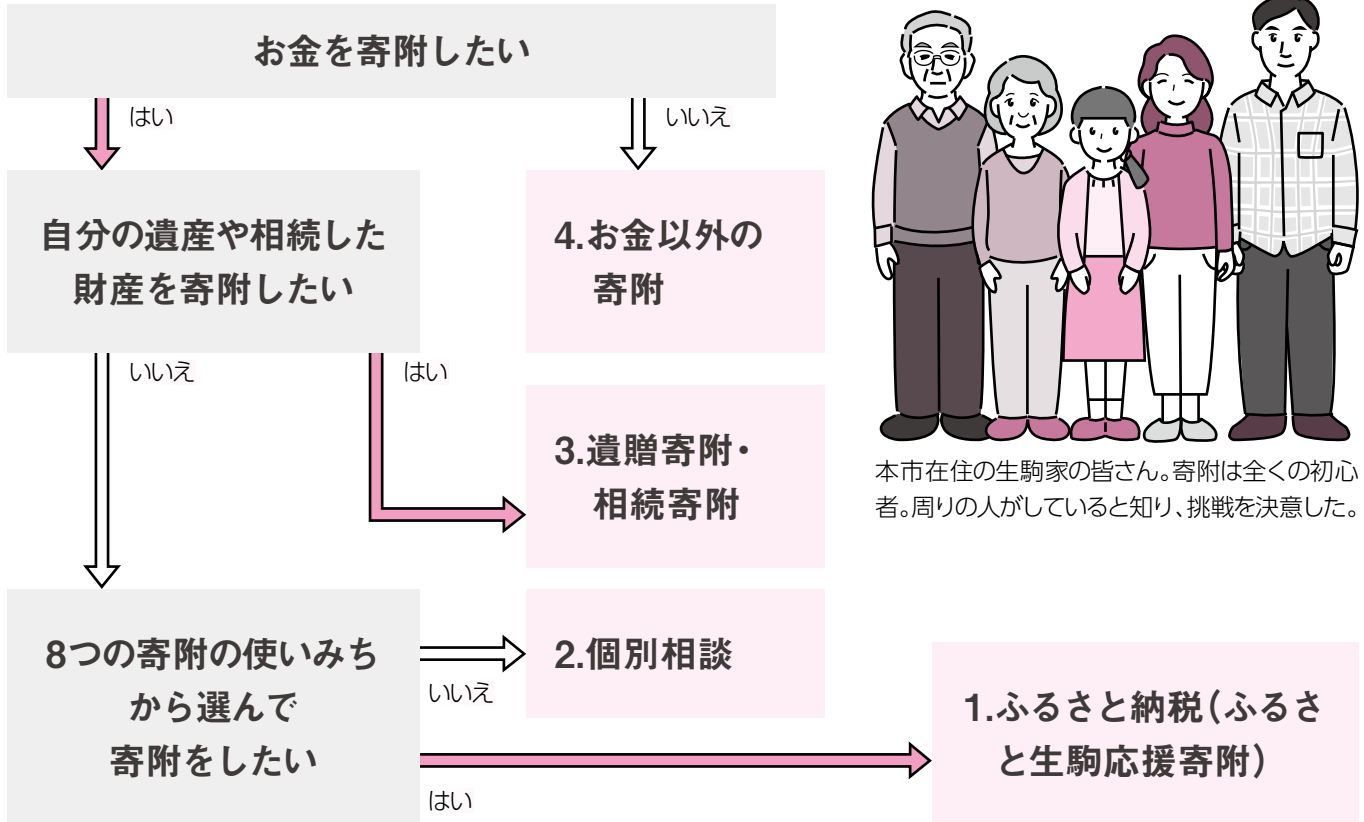 お金を寄附したい
はい
いいえ
自分の遺産や相続した
財産を寄附したい
4.お金以外の
寄附
いいえ
はい
3.遺贈寄附・
相続寄附
本市在住の生駒家の皆さん。寄附は全くの初心
者。周りの人がしていると知り、挑戦を決意した。
8つの寄附の使いみち
から選んで
寄附をしたい
いいえ
2.個別相談
はい
1.ふるさと納税(ふるさ
と生駒応援寄附)